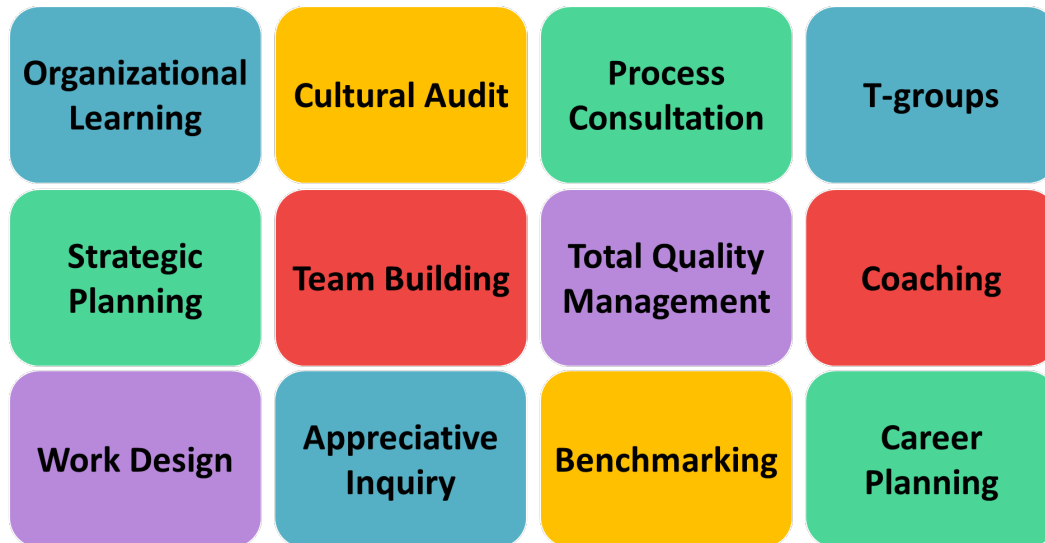 Organizational
Learning
Cultural Audit
Process
Consultation
T-groups
Strategic
Planning
Team Building
Total Quality
Management
Coaching
Work Design
Appreciative
Inquiry
Benchmarking
Career
Planning